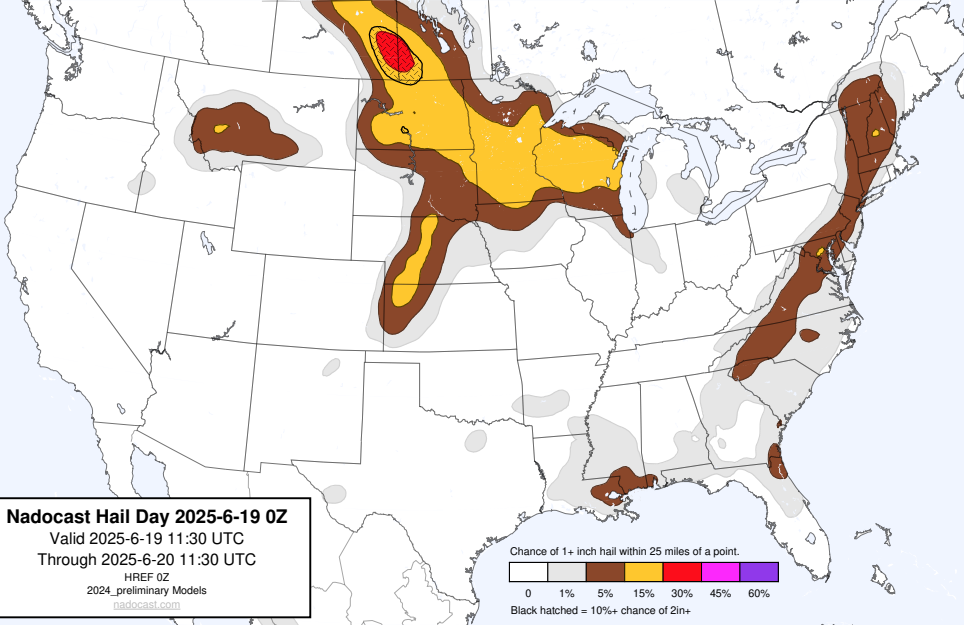 Nadocast Hail Day 2025-6-19 0Z
Valid 2025-6-19 11:30 UTC
Through 2025-6-20 11:30 UTC
HREF 0Z
2024_preliminary Models
nadocast.com
Chance of 1+ inch hail within 25 miles of a point.
0 1% 5% 15% 30% 45% 60%
Black hatched = 10%+ chance of 2in+